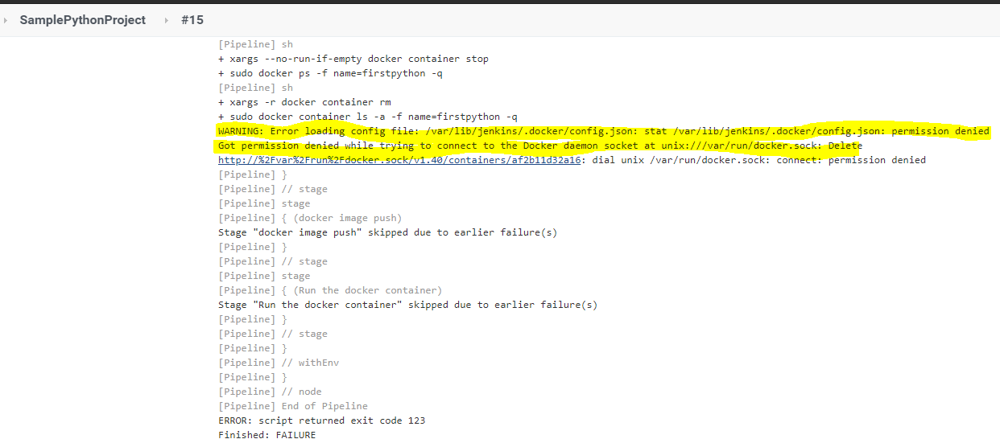 SamplePythonProject #15
[Pipeline] sh
+ xargs --no-run-if-empty docker container stop
+ sudo docker ps -f name=firstpython -q
[Pipeline] sh
+ xargs -r docker container rm
+ sudo docker container ls -a -f name=firstpython -q
WARNING: Error loading config file: /var/lib/jenkins/.docker/config.json: stat /var/lib/jenkins/.docker/config.json: permission denied
Got permission denied while trying to connect to the Docker daemon socket at unix:///var/run/docker.sock: Delete
http://%2Fvar%2Frun%2Fdocker.sock/v1.40/containers/af2b11d32a16: dial unix /var/run/docker.sock: connect: permission denied
[Pipeline] }
[Pipeline] // stage
[Pipeline] stage
[Pipeline] { (docker image push)
Stage "docker image push" skipped due to earlier failure(s)
[Pipeline] }
[Pipeline] // stage
[Pipeline] stage
[Pipeline] { (Run the docker container)
Stage "Run the docker container" skipped due to earlier failure(s)
[Pipeline] }
[Pipeline] // stage
[Pipeline] }
[Pipeline] // withEnv
[Pipeline] }
[Pipeline] // node
[Pipeline] End of Pipeline
ERROR: script returned exit code 123
Finished: FAILURE